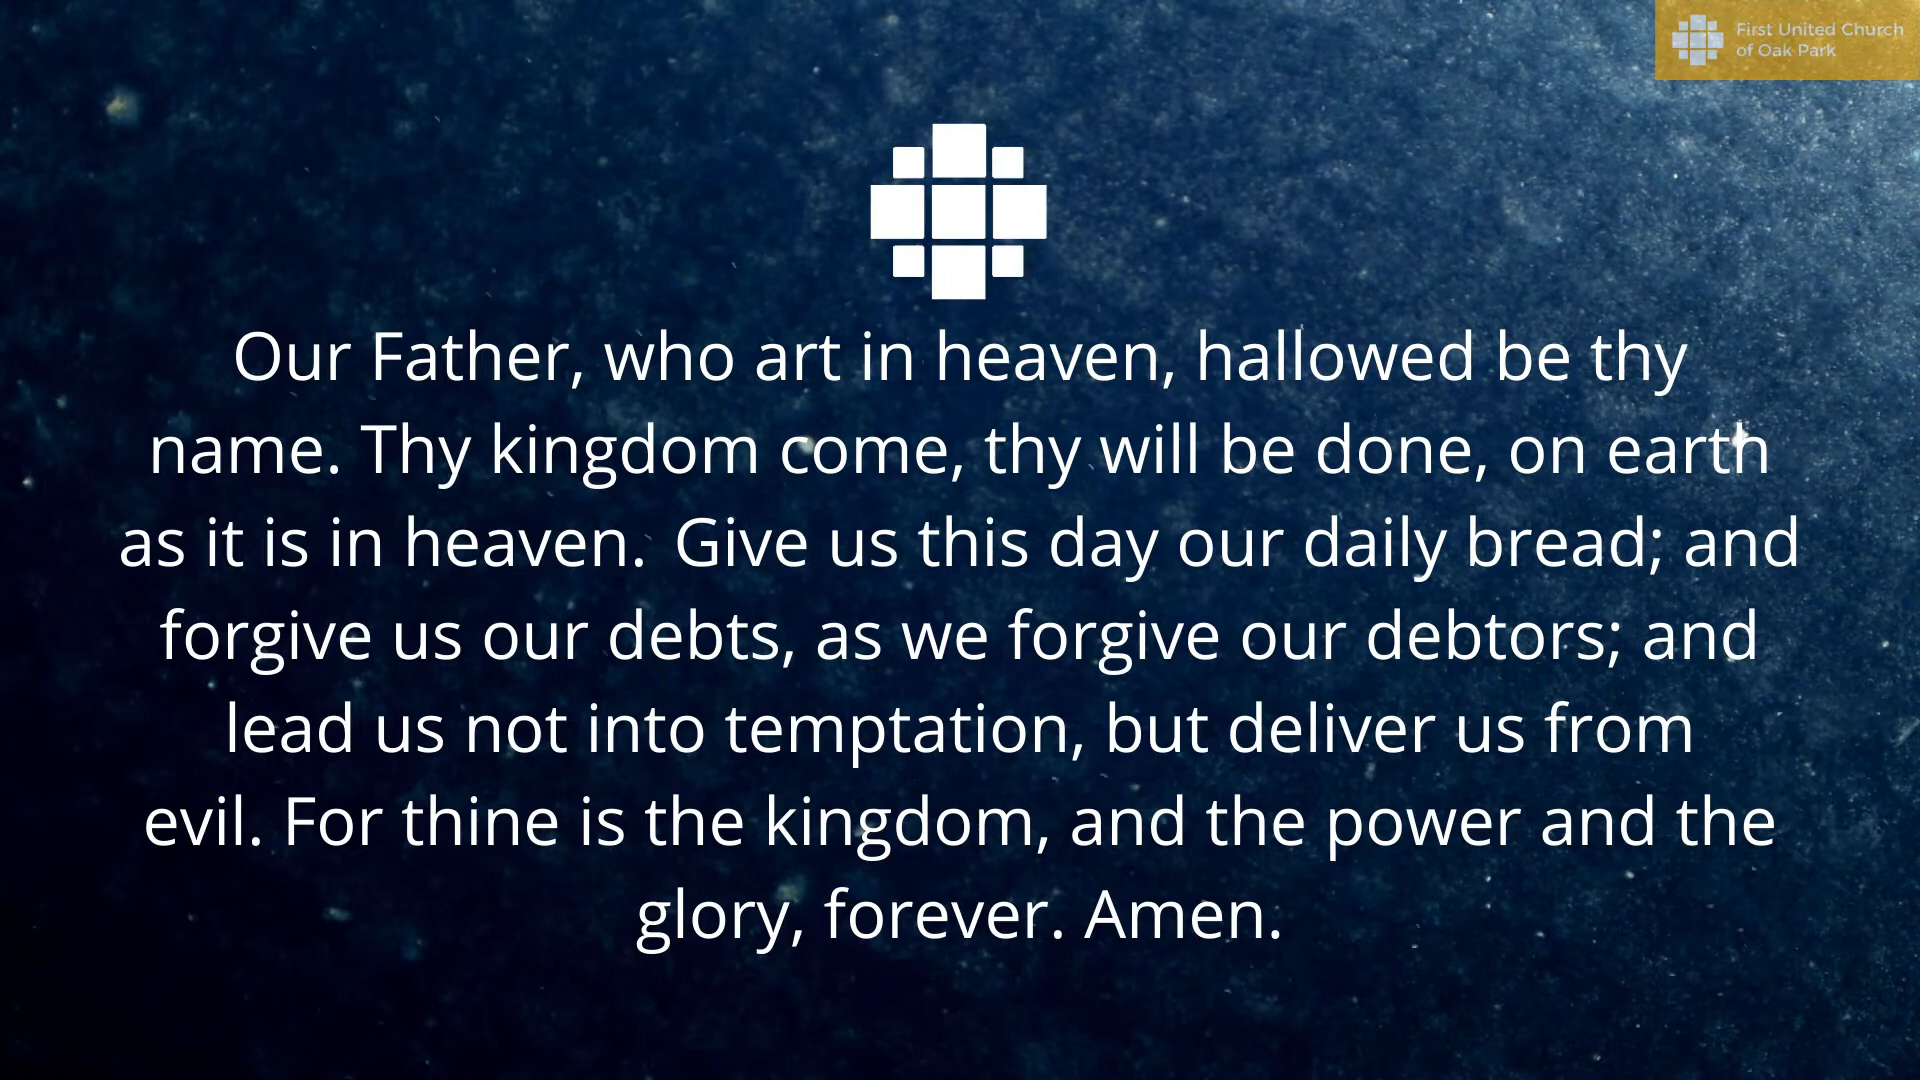 First United Church
of Oak Park
Our Father, who art in heaven, hallowed be thy
name. Thy kingdom come, thy will be done, on earth
as it is in heaven. Give us this day our daily bread; and
forgive us our debts, as we forgive our debtors; and
lead us not into temptation, but deliver us from
evil. For thine is the kingdom, and the power and the
glory, forever. Amen.